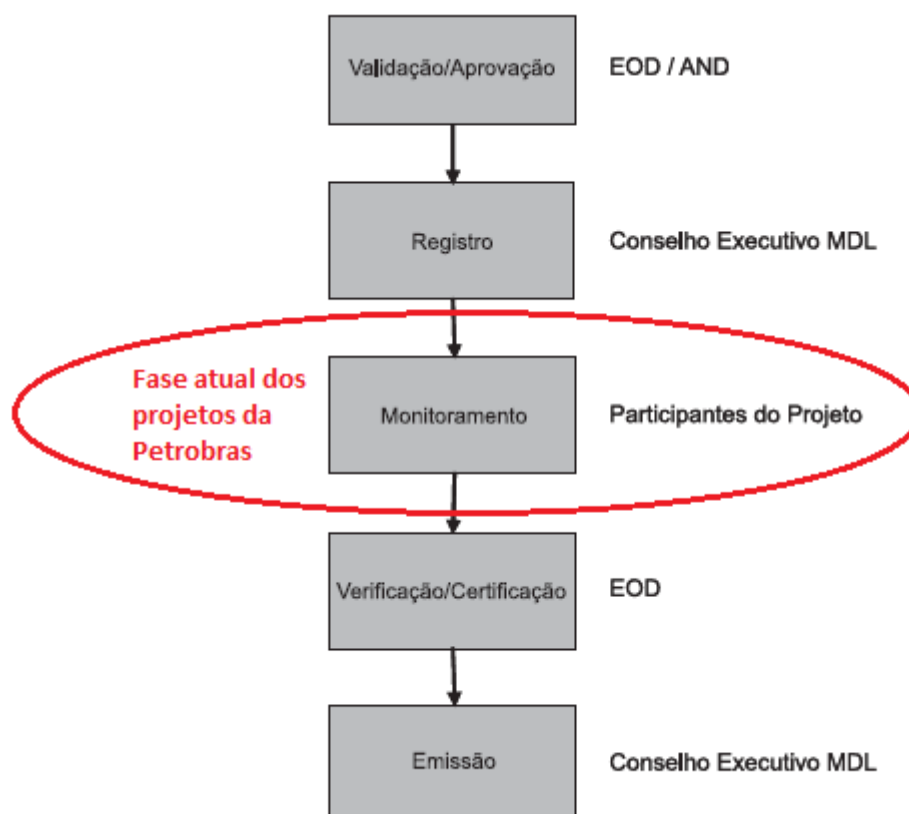 Validação/Aprovação EOD / AND
Registro Conselho Executivo MDL
Fase atual dos
projetos da
Petrobras
Monitoramento Participantes do Projeto
Verificação/Certificação EOD
Emissão Conselho Executivo MDL